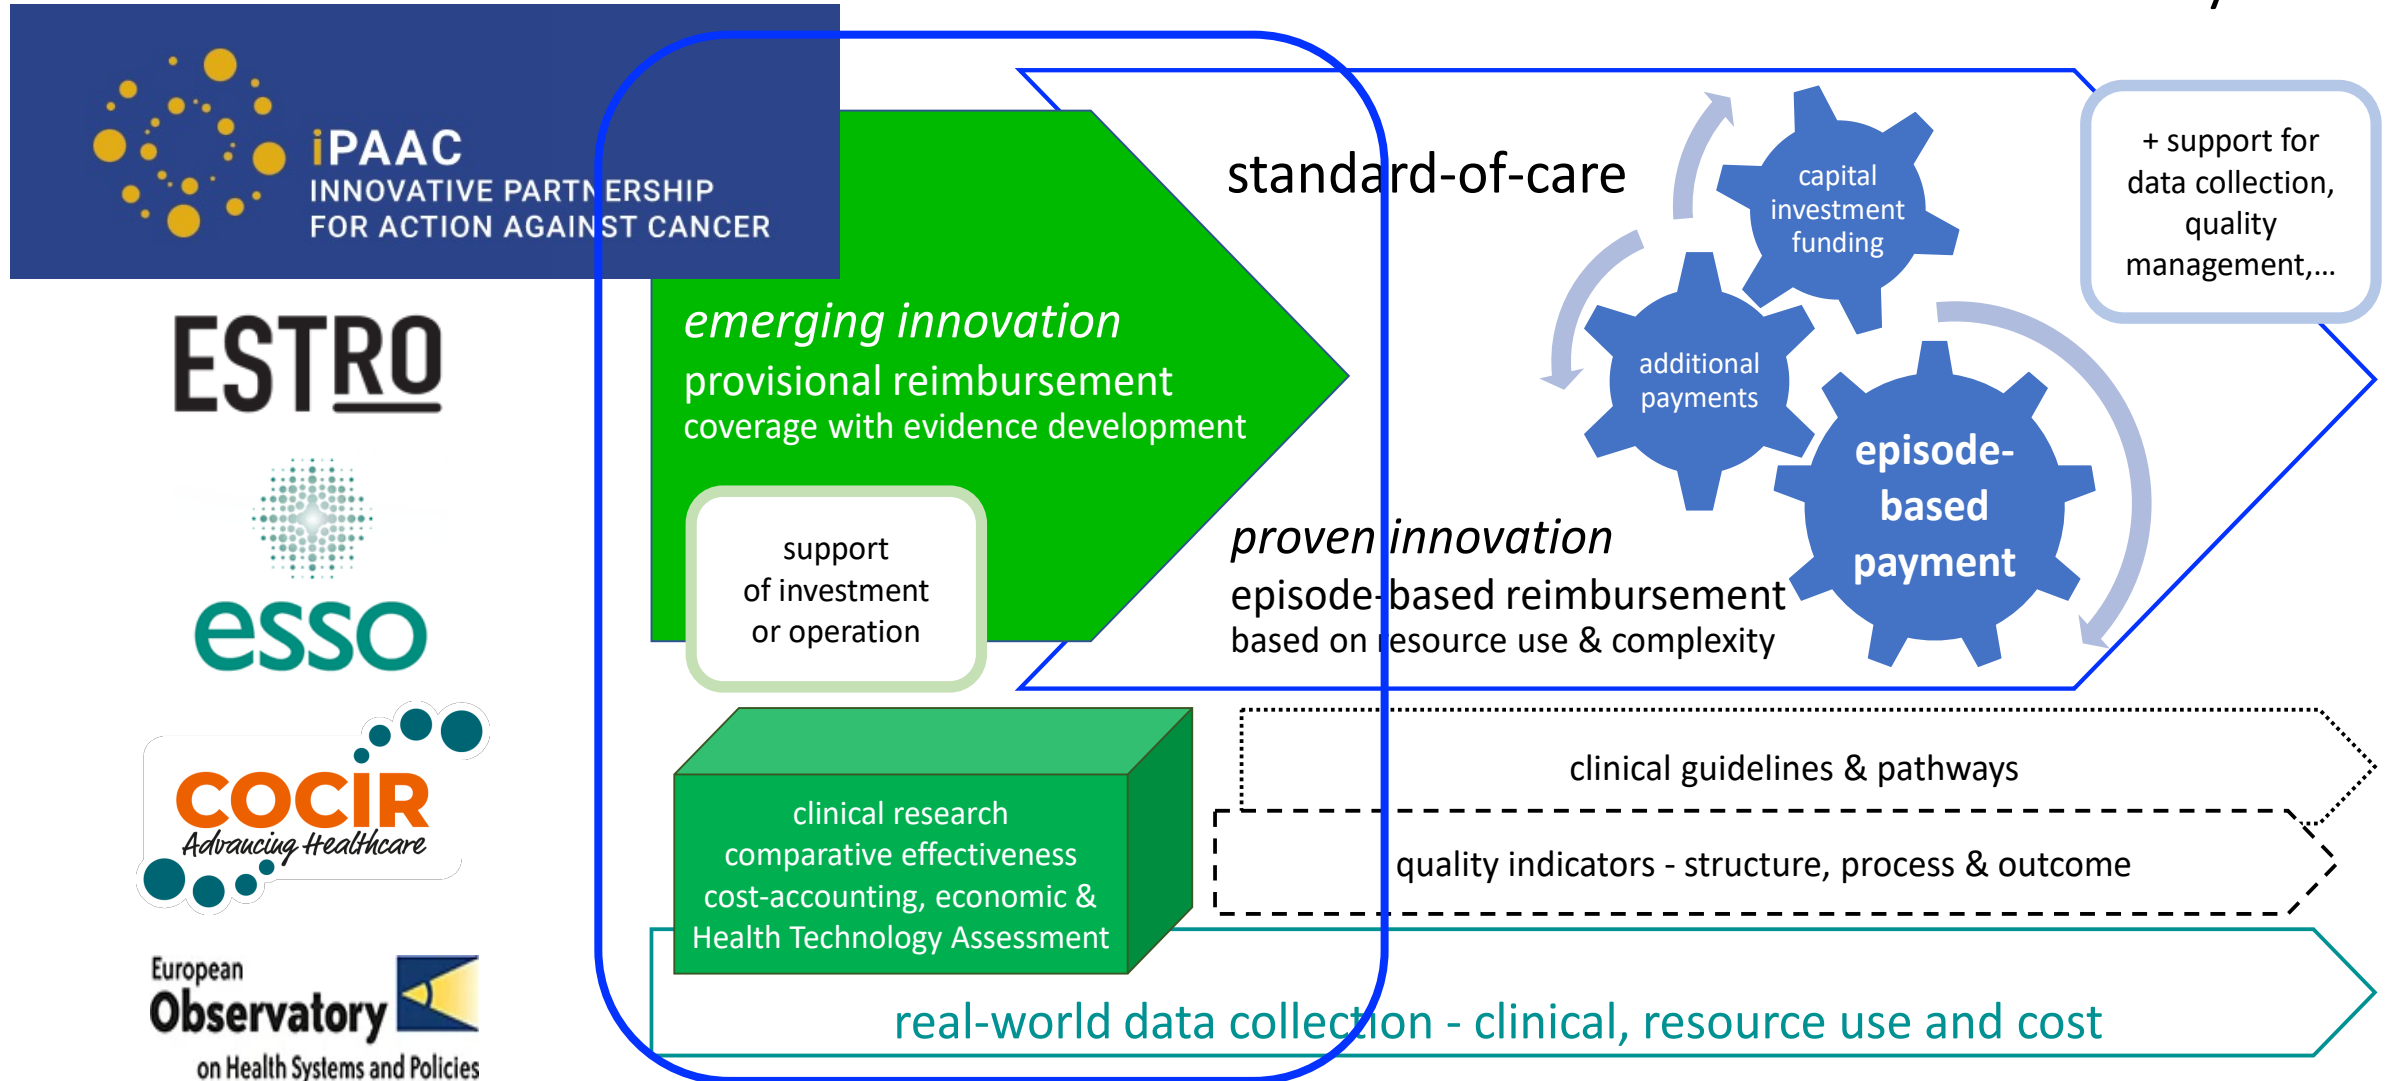 iPAAC
INNOVATIVE PARTNERSHIP
FOR ACTION AGAINST CANCER
ESTRO
esso
COCIR
Advancing Healthcare
European
Observatory
on Health Systems and Policies
emerging innovation
provisional reimbursement
coverage with evidence development
support
of investment
or operation
standard-of-care
proven innovation
episode-based reimbursement
based on resource use & complexity
capital
investment
funding
additional
payments
episode-
based
payment
+ support for
data collection,
quality
management,...
clinical research
comparative effectiveness
cost-accounting, economic &
Health Technology Assessment
clinical guidelines & pathways
quality indicators - structure, process & outcome
real-world data collection - clinical, resource use and cost